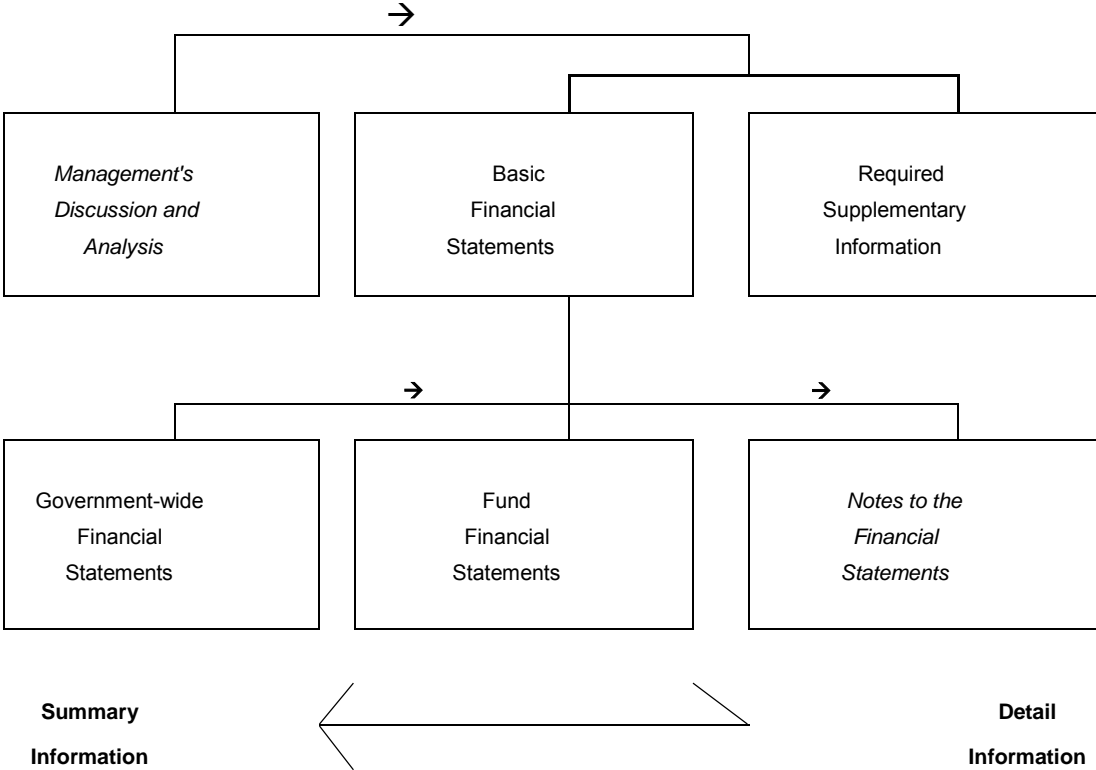 Management's
Discussion and
Analysis
Basic
Financial
Statements
Required
Supplementary
Information
Government-wide
Financial
Statements
Fund
Financial
Statements
Notes to the
Financial
Statements
Summary
Information
Detail
Information